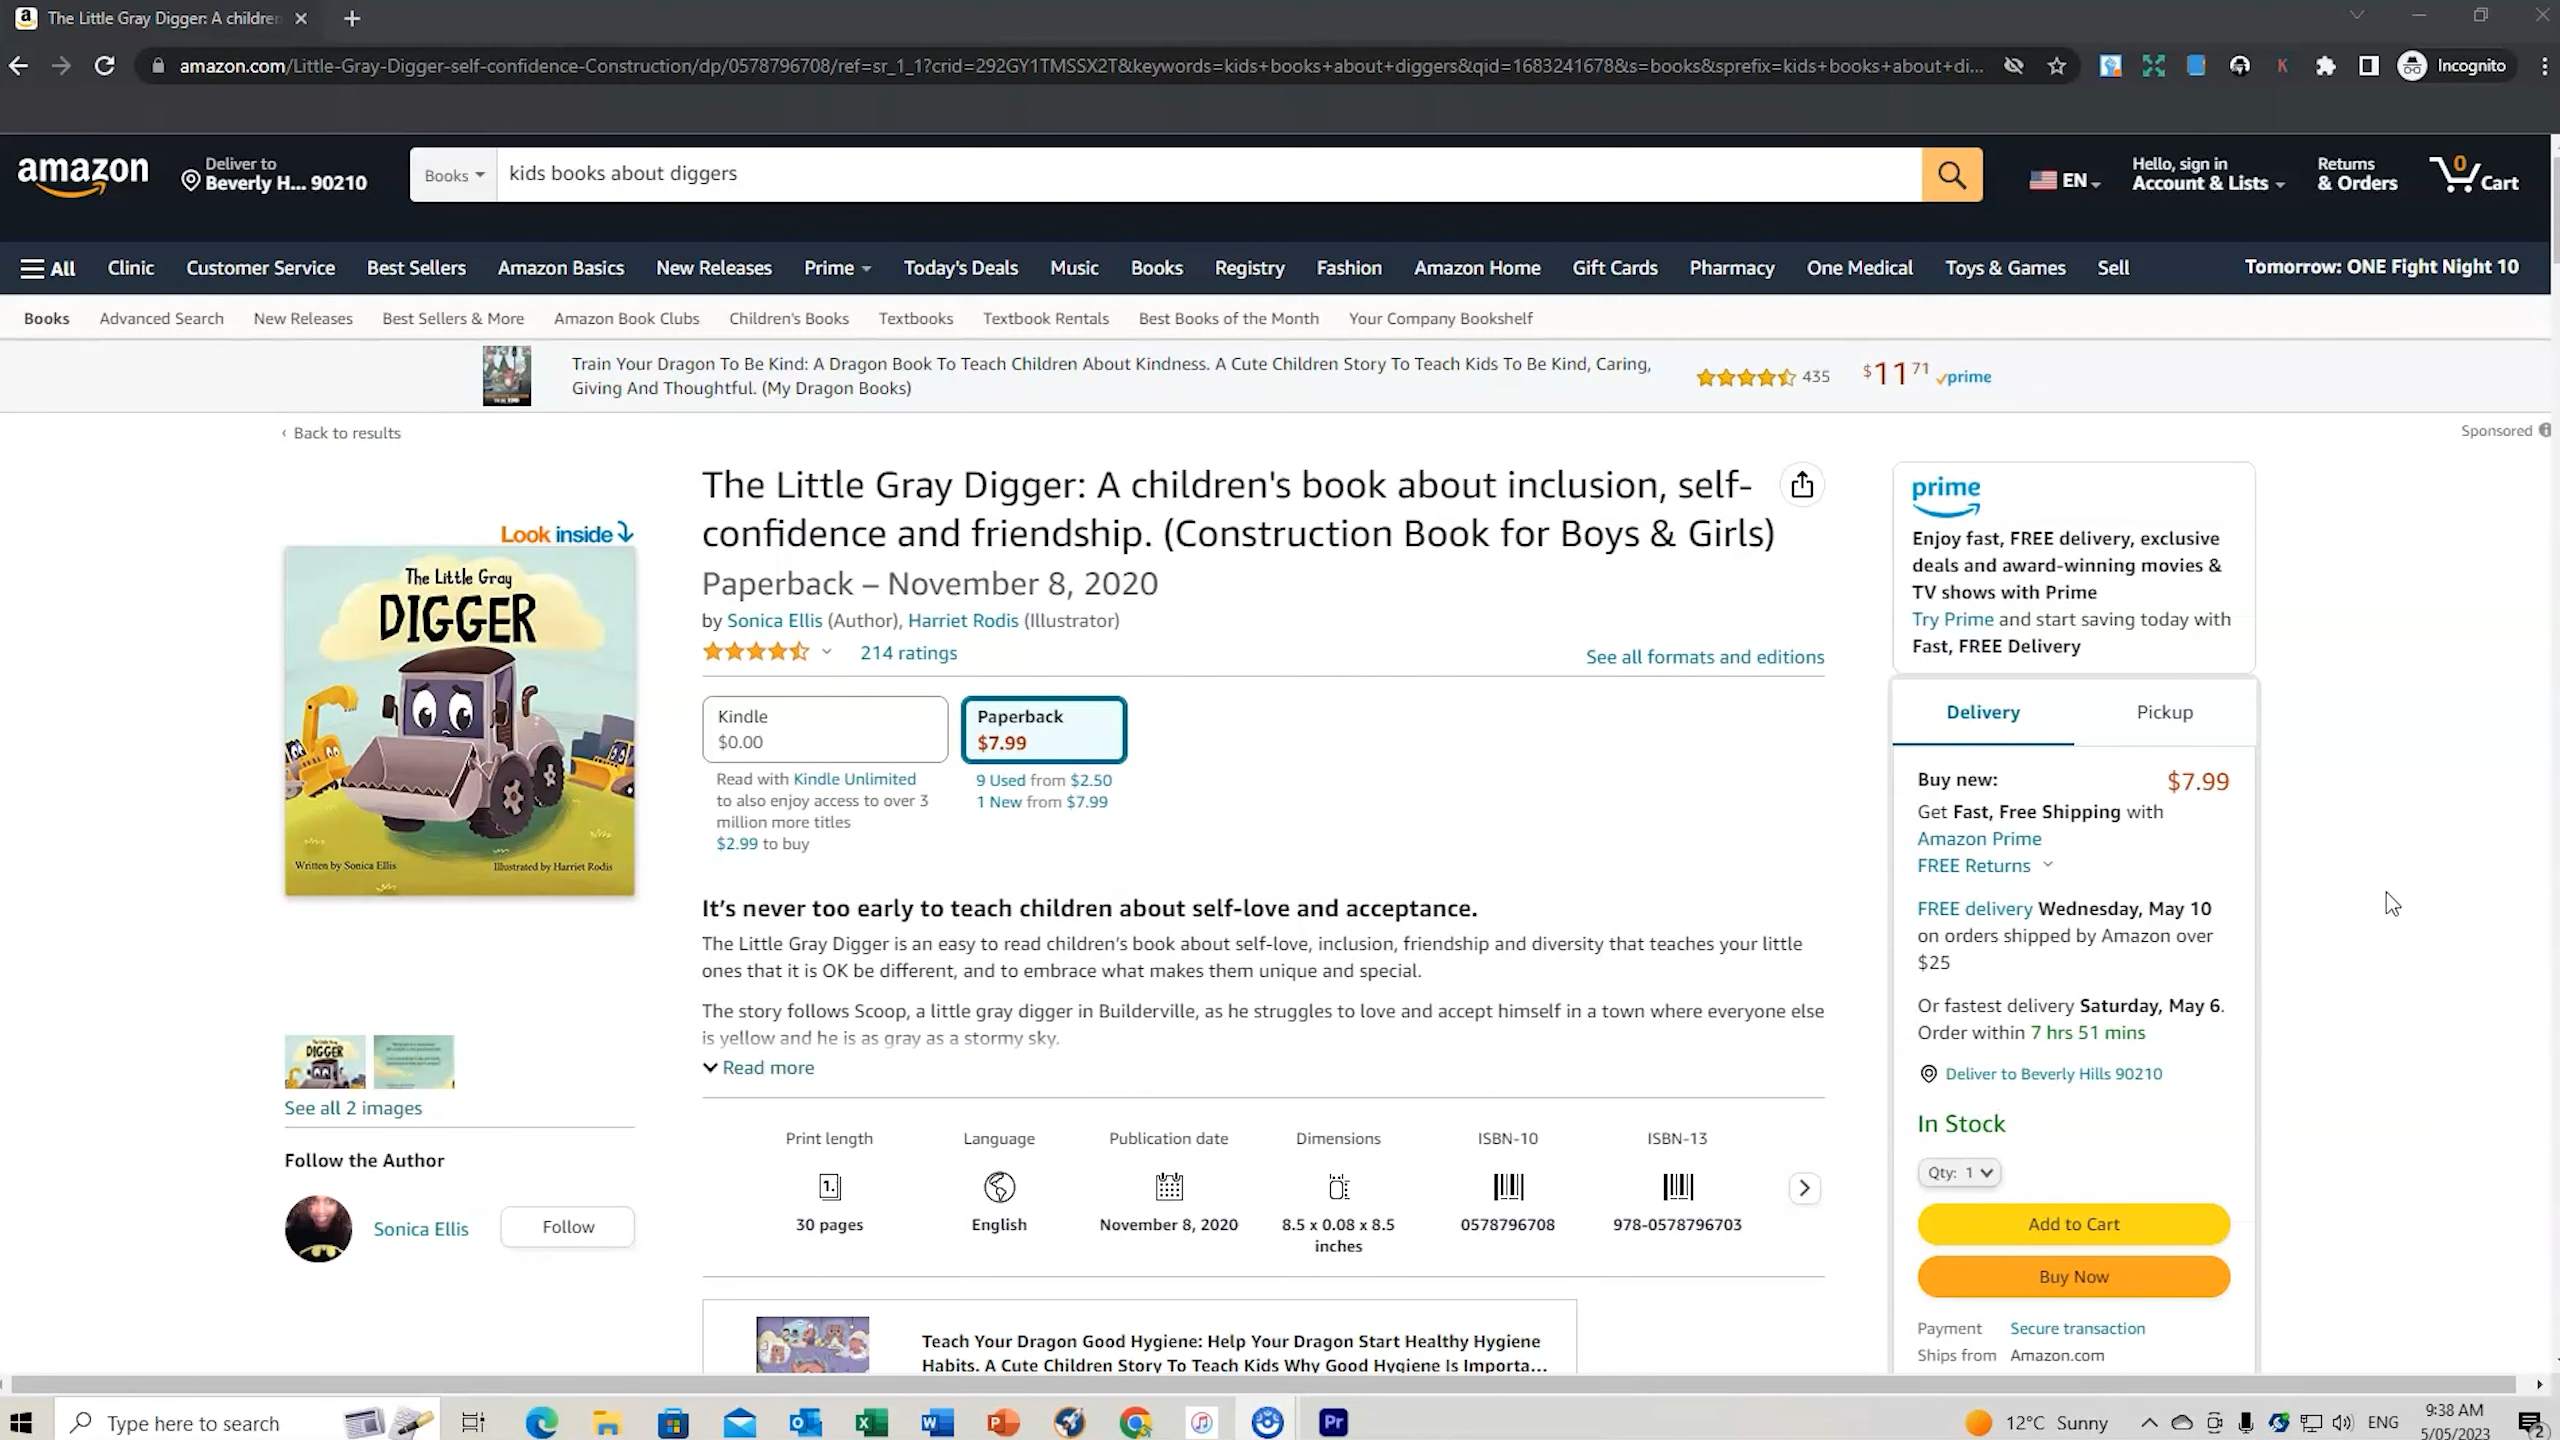 The Little Gray Digger: A children
amazon.com/Little-Gray-Digger-self-confidence-Construction/dp/0578796708/ref=sr_1_1?crid=292GY1TMSSX2T&keywords=kids+books+about+diggers&qid=1683241678&s=books&sprefix=kids+books+about+di...
Incognito
amazon
Deliver to
Beverly H... 90210
Books
kids books about diggers
EN
Hello, sign in
Account & Lists
Returns
& Orders
0
Cart
All Clinic Customer Service Best Sellers Amazon Basics New Releases Prime Today's Deals Music Books Registry Fashion Amazon Home Gift Cards Pharmacy One Medical Toys & Games Sell
Tomorrow: ONE Fight Night 10
Books Advanced Search New Releases Best Sellers & More Amazon Book Clubs Children's Books Textbooks Textbook Rentals Best Books of the Month Your Company Bookshelf
Train Your Dragon To Be Kind: A Dragon Book To Teach Children About Kindness. A Cute Children Story To Teach Kids To Be Kind, Caring,
Giving And Thoughtful. (My Dragon Books)
435
$11 71 prime
‹ Back to results
Sponsored
Look inside
The Little Gray
DIGGER
Written by Sonica Ellis
Illustrated by Harriet Rodis
See all 2 images
Follow the Author
Sonica Ellis
Follow
The Little Gray Digger: A children's book about inclusion, self-
confidence and friendship. (Construction Book for Boys & Girls)
Paperback – November 8, 2020
by Sonica Ellis (Author), Harriet Rodis (Illustrator)
214 ratings
See all formats and editions
Kindle
$0.00
Read with Kindle Unlimited
to also enjoy access to over 3
million more titles
$2.99 to buy
Paperback
$7.99
9 Used from $2.50
1 New from $7.99
It's never too early to teach children about self-love and acceptance.
The Little Gray Digger is an easy to read children's book about self-love, inclusion, friendship and diversity that teaches your little
ones that it is OK be different, and to embrace what makes them unique and special.
The story follows Scoop, a little gray digger in Builderville, as he struggles to love and accept himself in a town where everyone else
is yellow and he is as gray as a stormy sky.
Read more
Print length
30 pages
Language
English
Publication date
November 8, 2020
Dimensions
8.5 x 0.08 x 8.5
inches
ISBN-10
0578796708
ISBN-13
978-0578796703
Teach Your Dragon Good Hygiene: Help Your Dragon Start Healthy Hygiene
Habits. A Cute Children Story To Teach Kids Why Good Hygiene Is Importa...
prime
Enjoy fast, FREE delivery, exclusive
deals and award-winning movies &
TV shows with Prime
Try Prime and start saving today with
Fast, FREE Delivery
Delivery
Pickup
Buy new:
$7.99
Get Fast, Free Shipping with
Amazon Prime
FREE Returns
FREE delivery Wednesday, May 10
on orders shipped by Amazon over
$25
Or fastest delivery Saturday, May 6.
Order within 7 hrs 51 mins
Deliver to Beverly Hills 90210
In Stock
Qty: 1
Add to Cart
Buy Now
Payment Secure transaction
Ships from Amazon.com
Type here to search
Pr
12°C Sunny
ENG
9:38 AM
5/05/2023
2